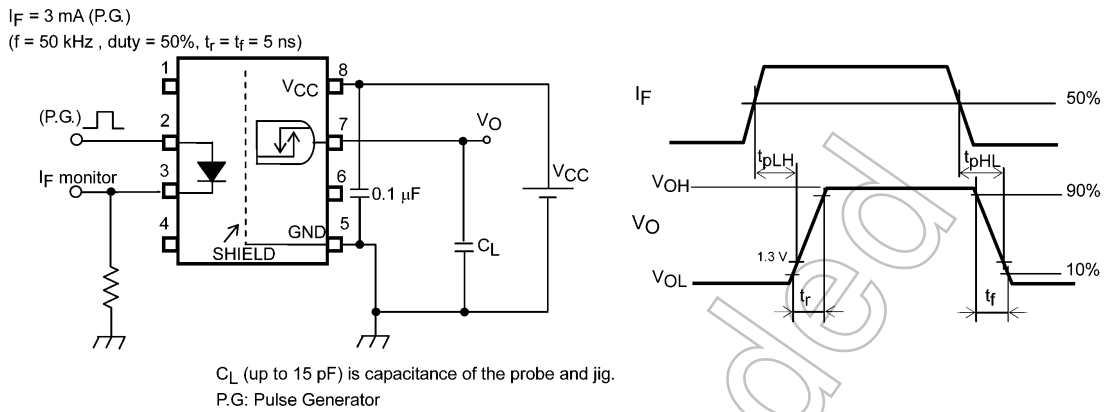 IF = 3 mA (P.G.)
(f = 50 kHz , duty = 50%, tr = tf = 5 ns)
1
8
VCC
(P.G.)
2
7
VO
IF monitor
3
6
0.1 μF
VCC
4
5
GND
SHIELD
CL
CL (up to 15 pF) is capacitance of the probe and jig.
P.G: Pulse Generator
IF
50%
tpLH
tpHL
VOH
90%
VO
1.3 V
VOL
10%
tr
tf
ded